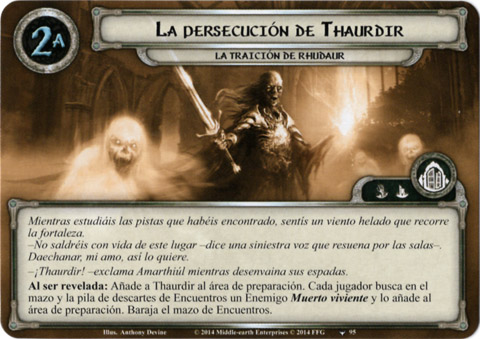 2A
La persecución de Thaurdir
La traición de Rhudaur
Mientras estudiáis las pistas que habéis encontrado, sentís un viento helado que recorre
la fortaleza.
–No saldréis con vida de este lugar –dice una siniestra voz que resuena por las salas–.
Daechanar, mi amo, así lo quiere.
–¡Thaurdir! –exclama Amarthiúl mientras desenvaina sus espadas.
Al ser revelada: Añade a Thaurdir al área de preparación. Cada jugador busca en el
mazo y la pila de descartes de Encuentros un Enemigo Muerto viviente y lo añade al
área de preparación. Baraja el mazo de Encuentros.
Illus. Anthony Devine © 2014 Middle-earth Enterprises © 2014 FFG 95